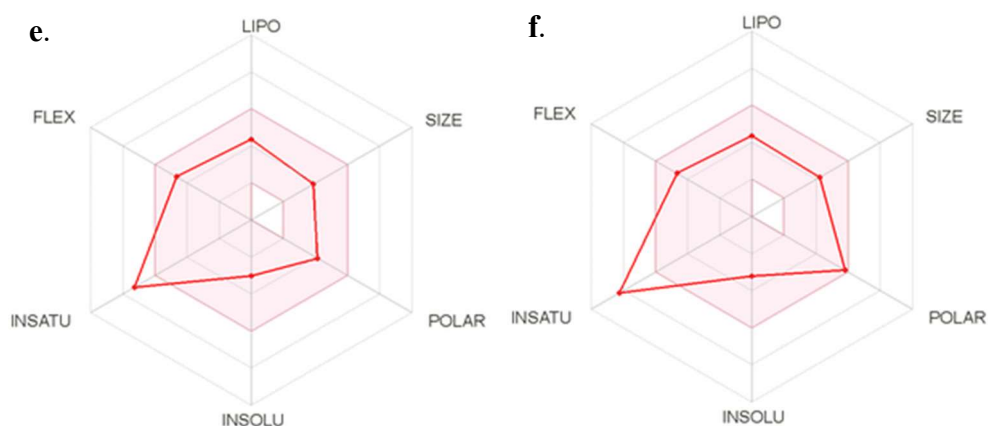 e.
LIPO
FLEX
SIZE
INSATU
POLAR
INSOLU
f.
LIPO
FLEX
SIZE
INSATU
POLAR
INSOLU